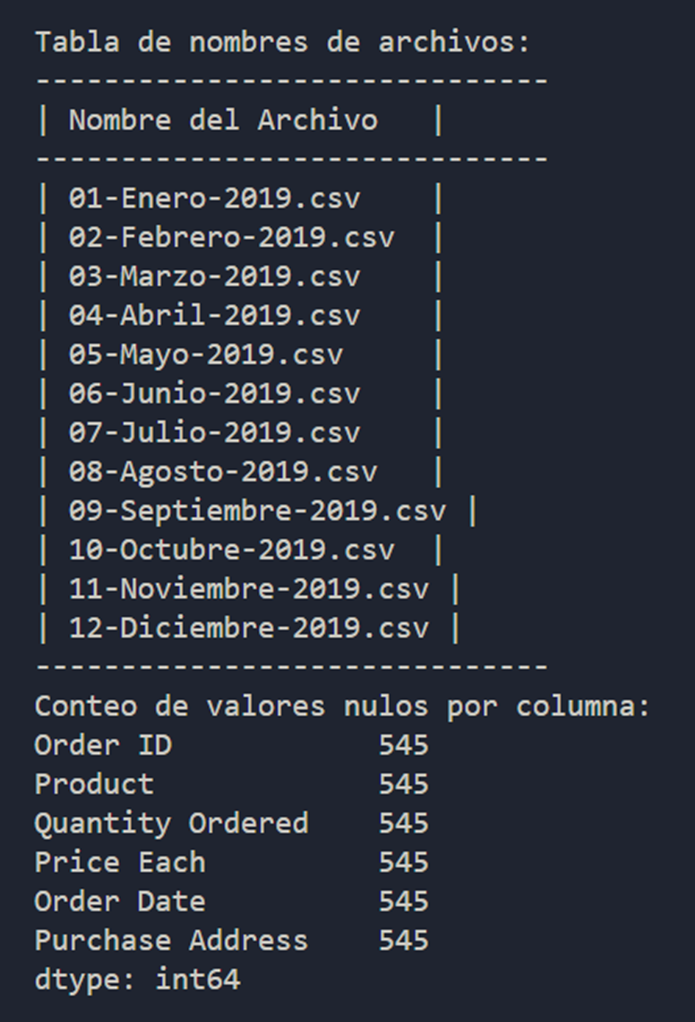 Tabla de nombres de archivos:
------------------------------
| Nombre del Archivo   |
------------------------------
| 01-Enero-2019.csv    |
| 02-Febrero-2019.csv  |
| 03-Marzo-2019.csv    |
| 04-Abril-2019.csv    |
| 05-Mayo-2019.csv     |
| 06-Junio-2019.csv    |
| 07-Julio-2019.csv    |
| 08-Agosto-2019.csv   |
| 09-Septiembre-2019.csv |
| 10-Octubre-2019.csv  |
| 11-Noviembre-2019.csv |
| 12-Diciembre-2019.csv |
------------------------------
Conteo de valores nulos por columna:
Order ID            545
Product             545
Quantity Ordered    545
Price Each          545
Order Date          545
Purchase Address    545
dtype: int64